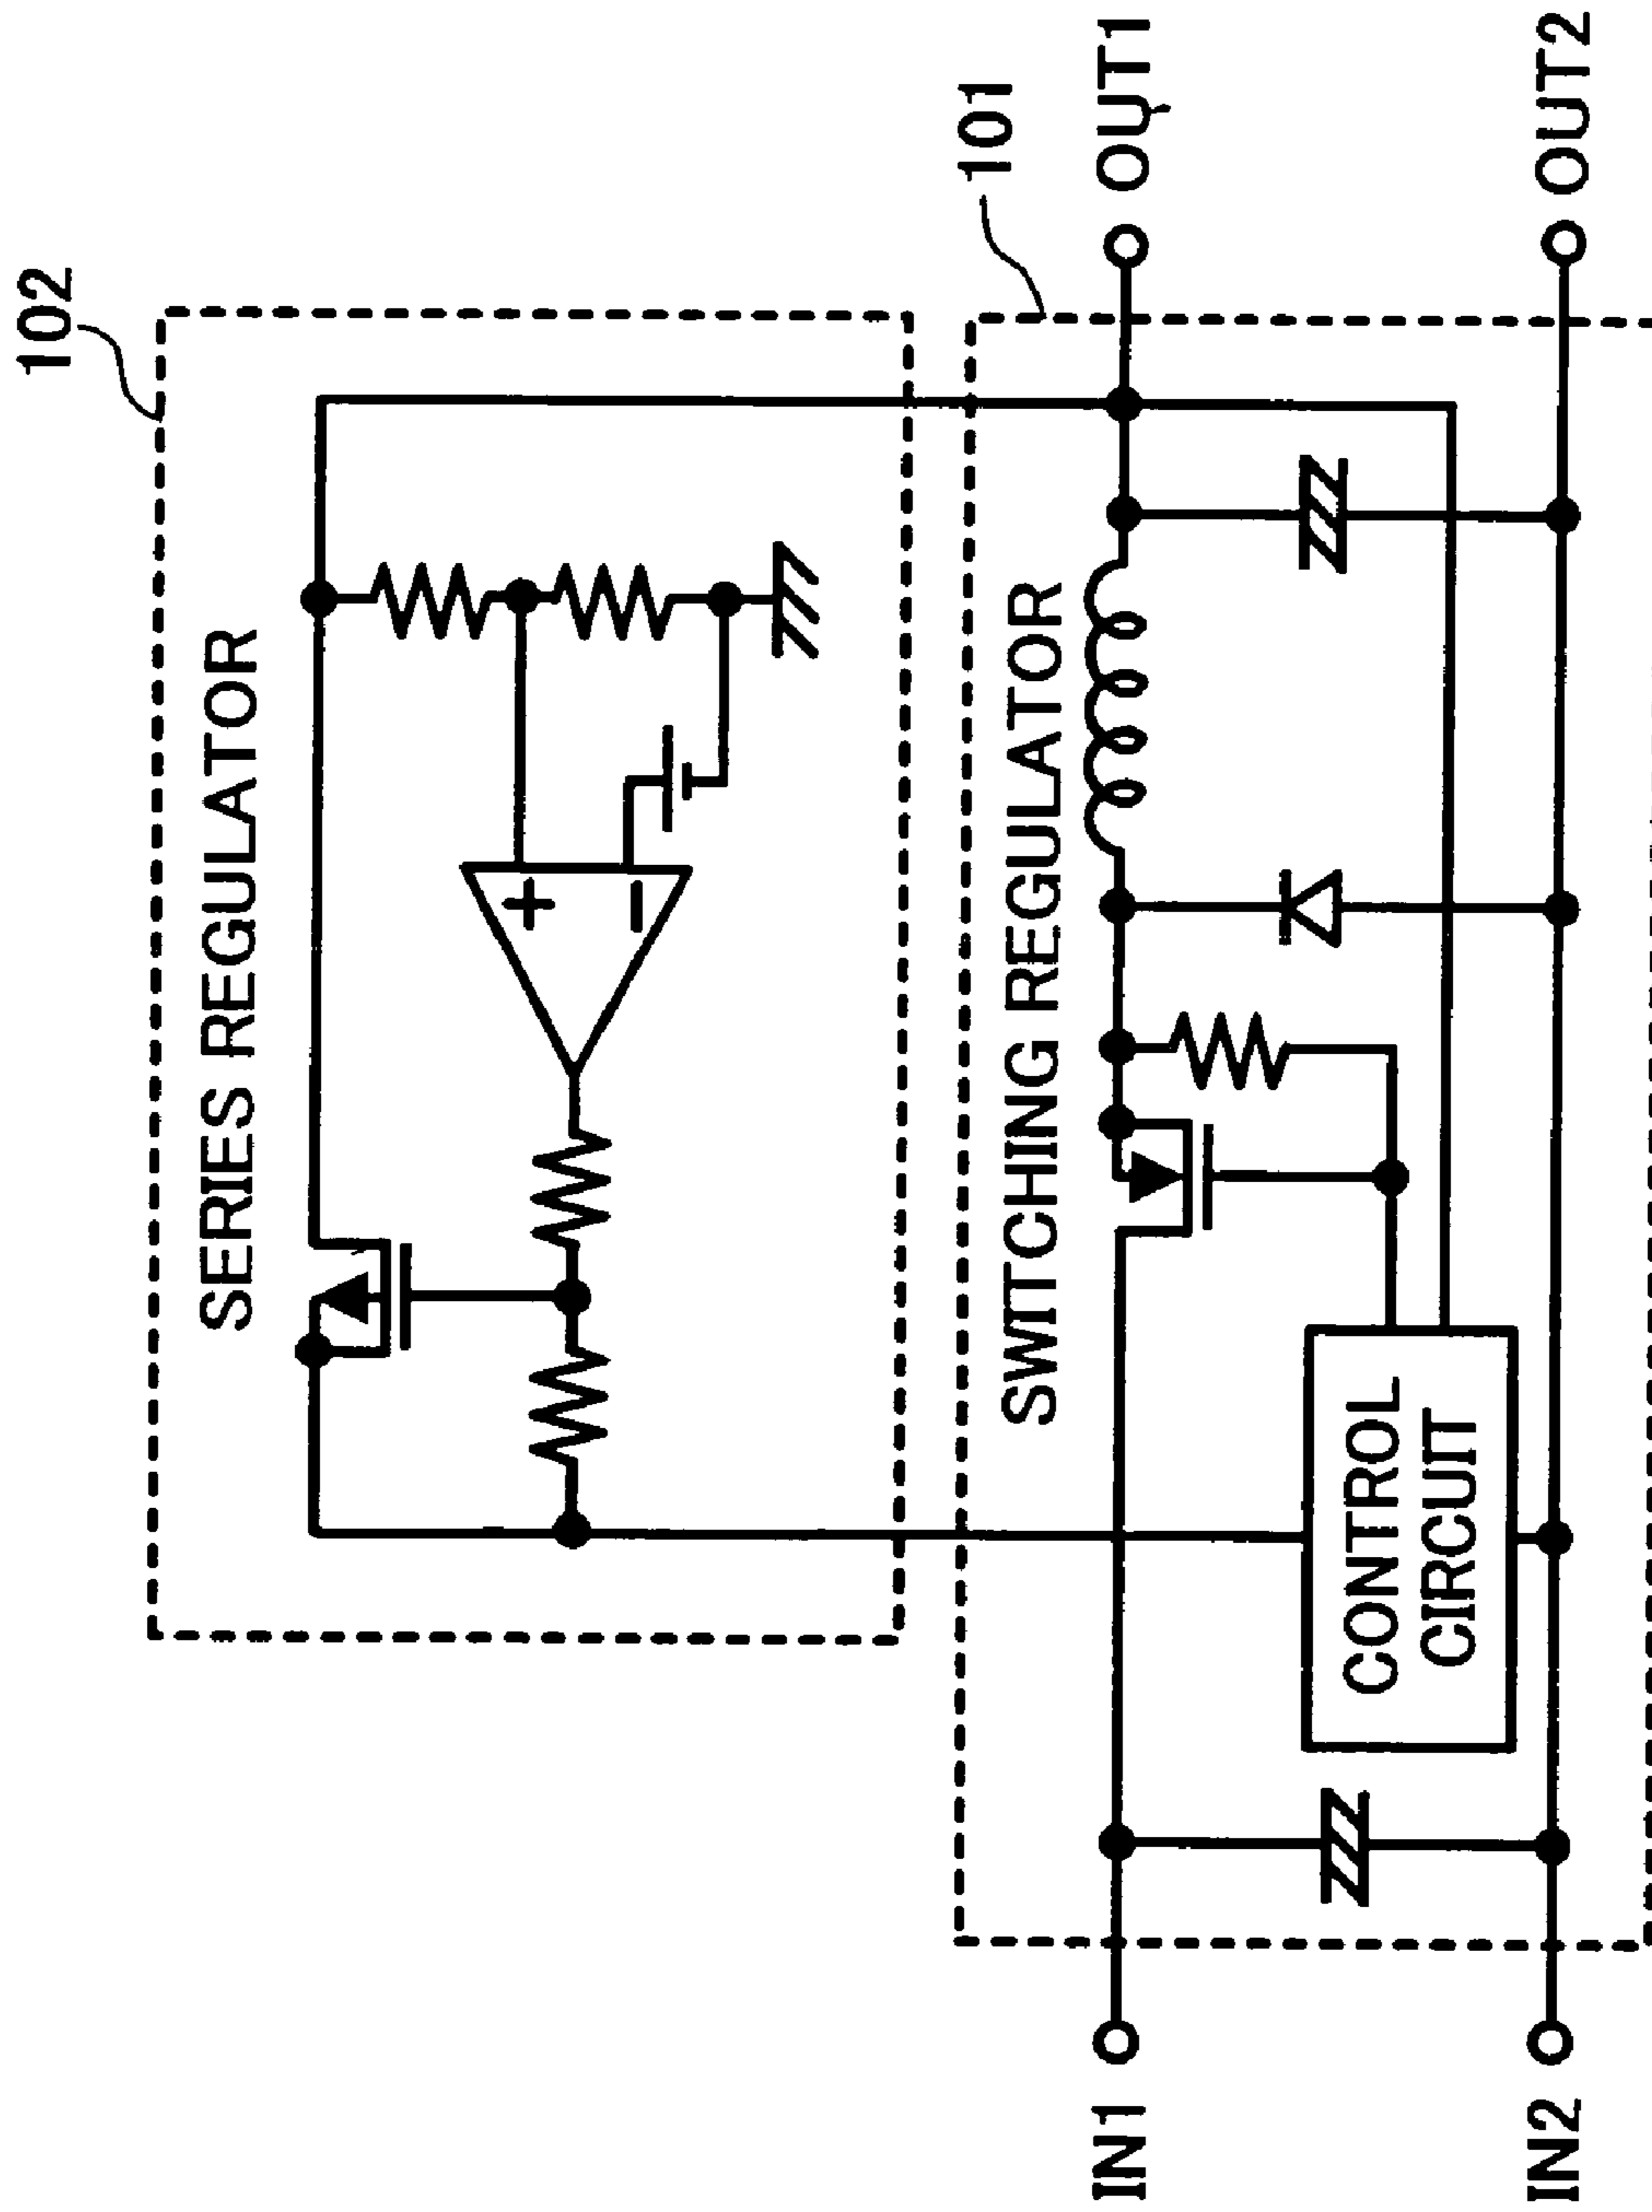 102
SERIES REGULATOR
+
−
101
SWITCHING REGULATOR
IN1
OUT1
CONTROL
CIRCUIT
IN2
OUT2